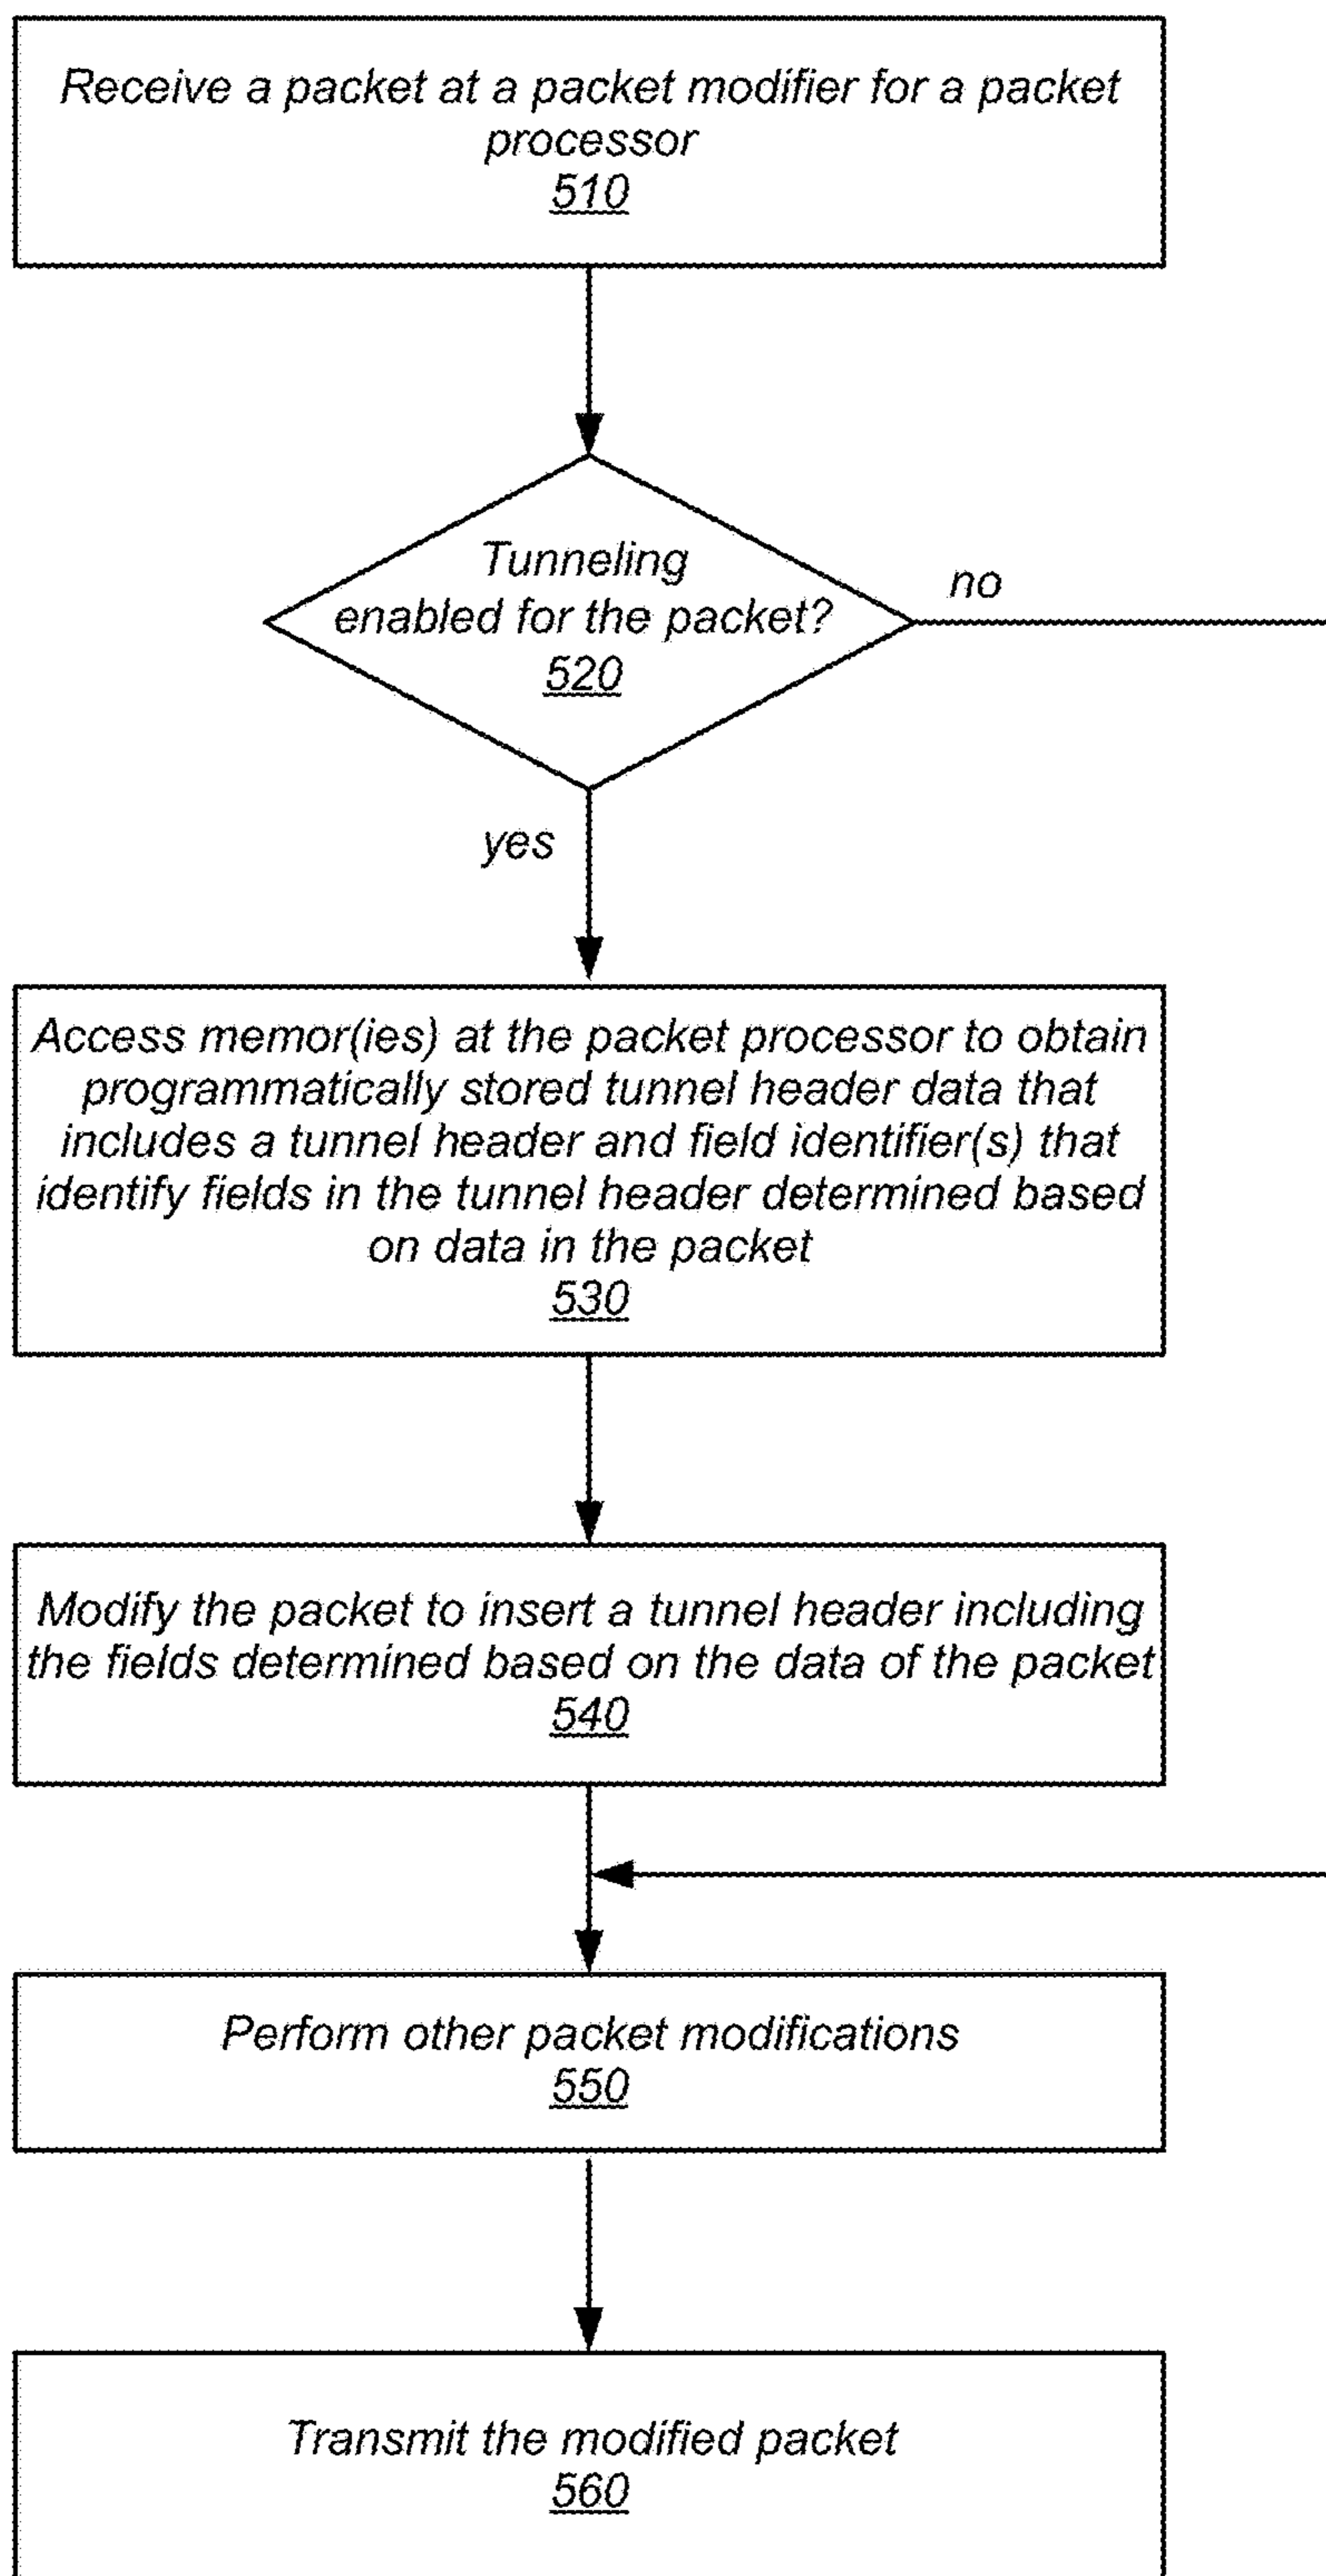 Receive a packet at a packet modifier for a packet
processor
510
Tunneling
enabled for the packet?
520
no
yes
Access memor(ies) at the packet processor to obtain
programmatically stored tunnel header data that
includes a tunnel header and field identifier(s) that
identify fields in the tunnel header determined based
on data in the packet
530
Modify the packet to insert a tunnel header including
the fields determined based on the data of the packet
540
Perform other packet modifications
550
Transmit the modified packet
560